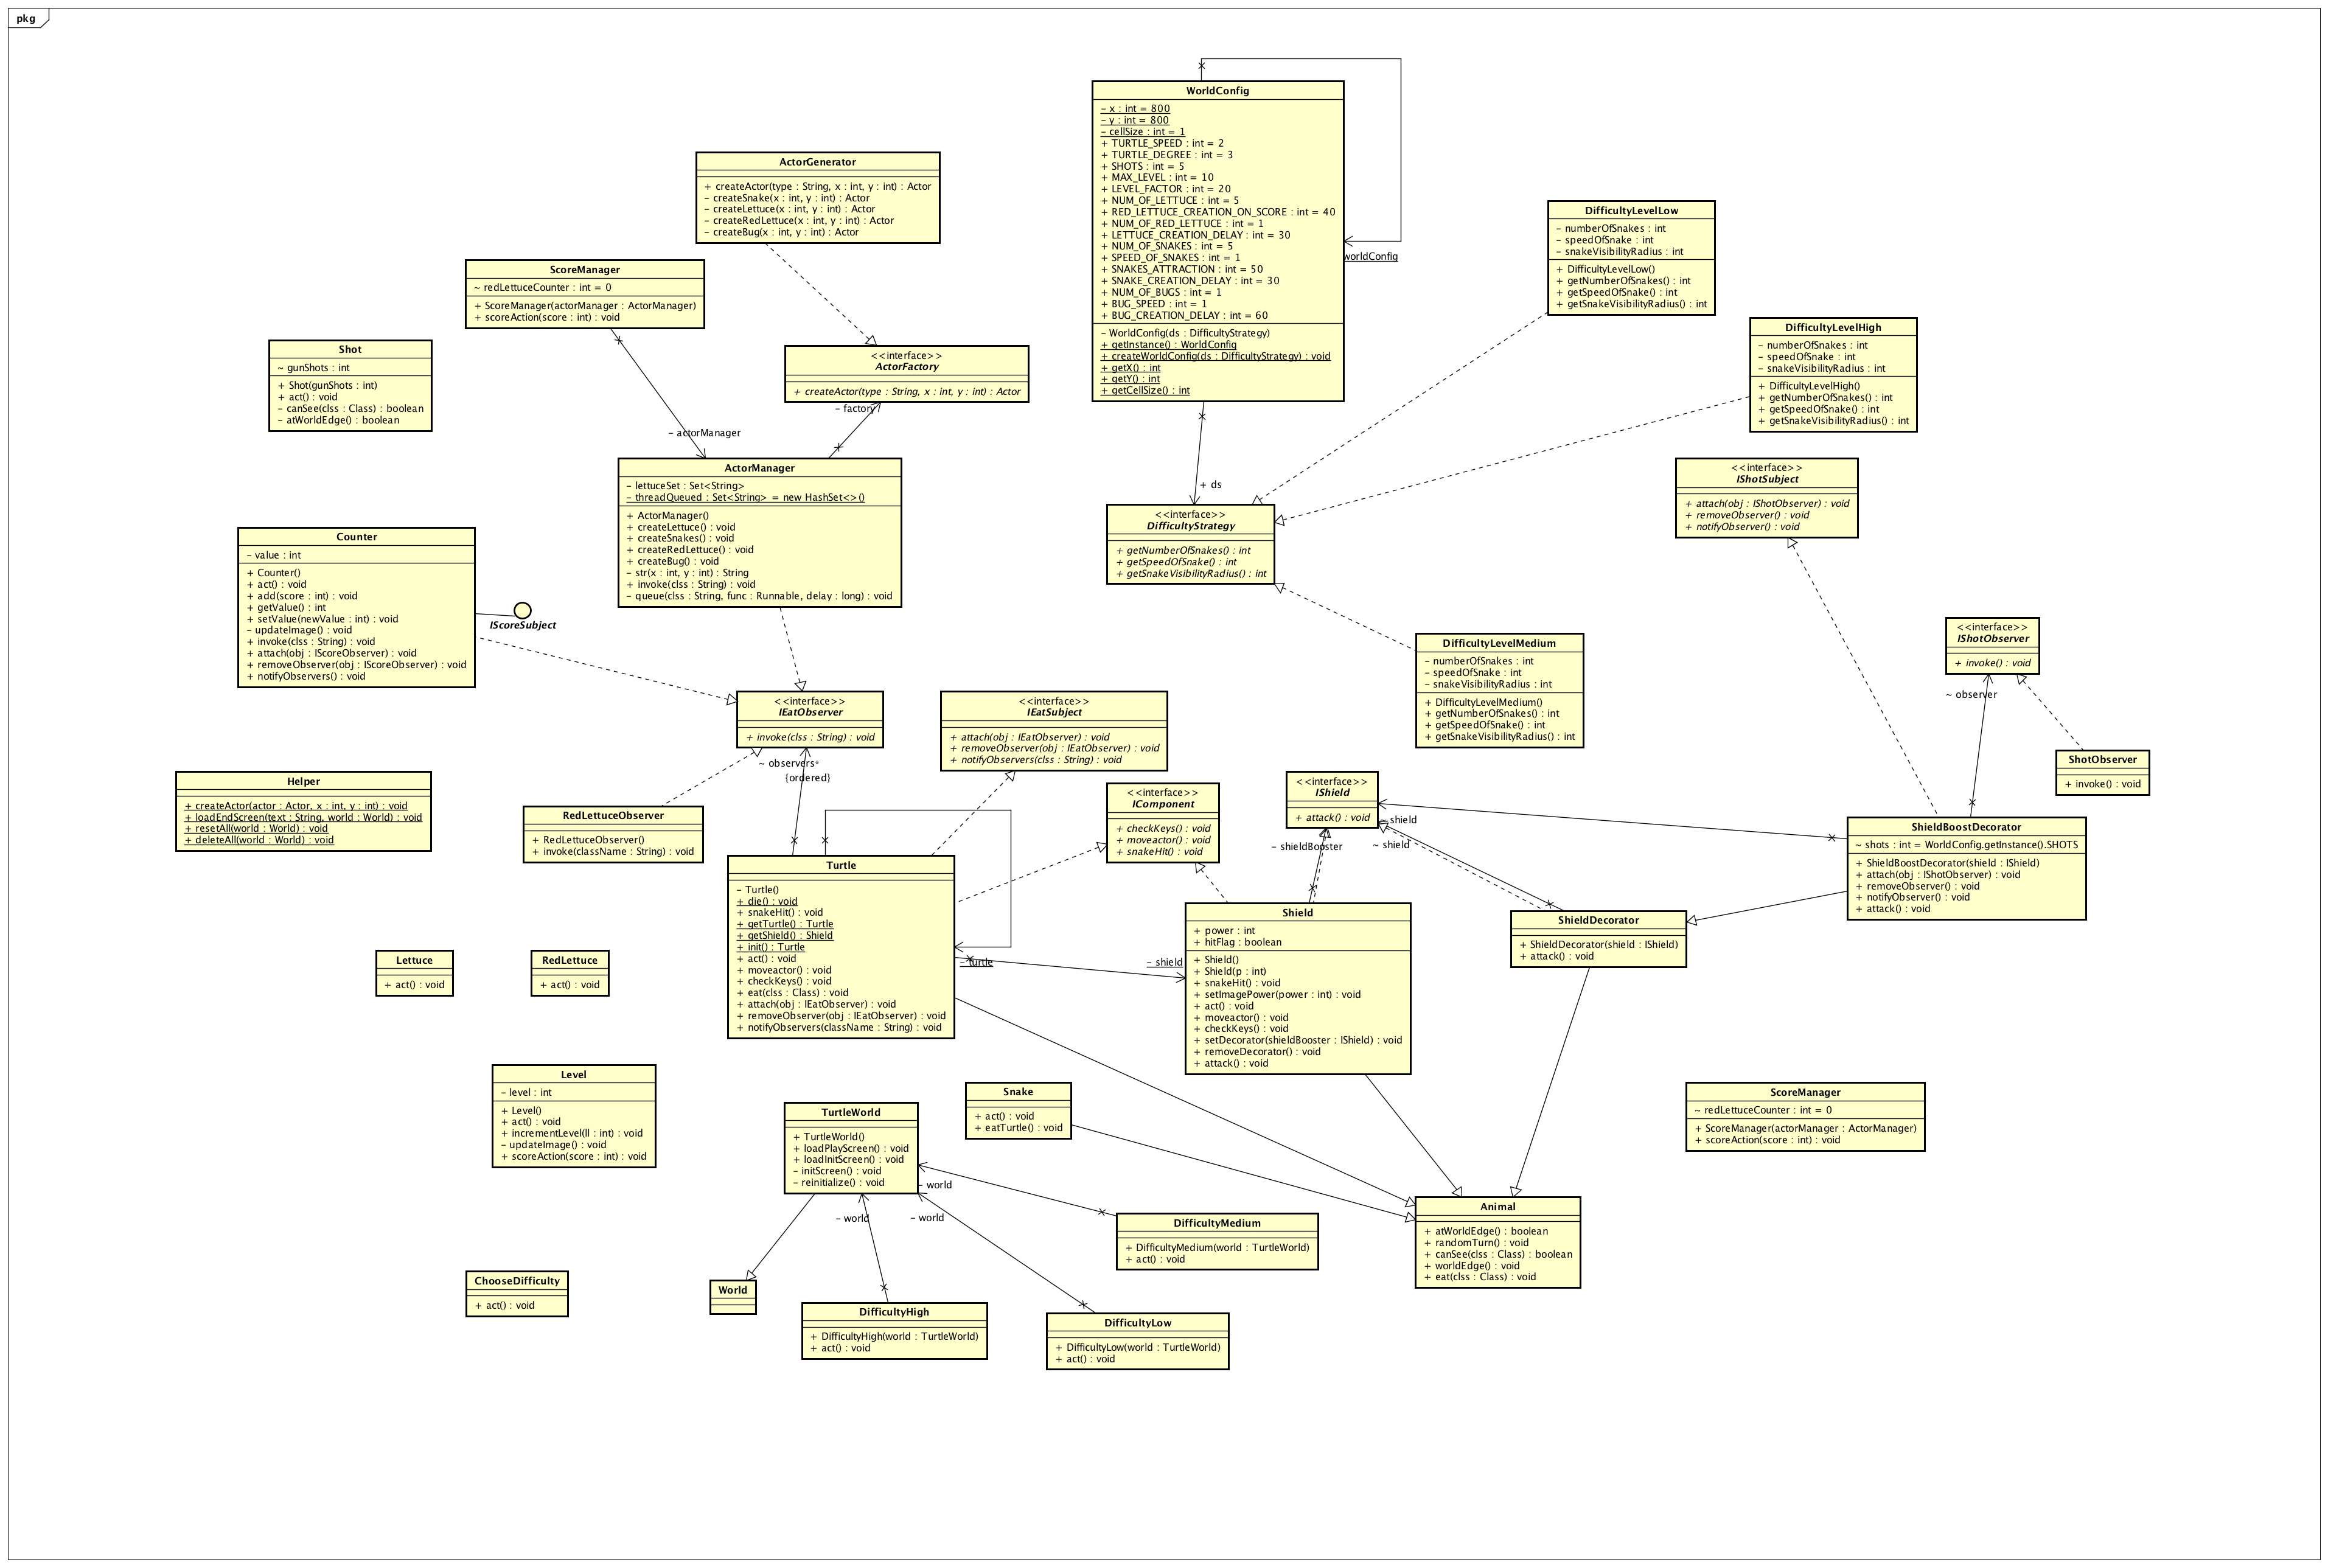 pkg
WorldConfig
– x : int = 800
– y : int = 800
– cellSize : int = 1
+ TURTLE_SPEED : int = 2
+ TURTLE_DEGREE : int = 3
+ SHOTS : int = 5
+ MAX_LEVEL : int = 10
+ LEVEL_FACTOR : int = 20
+ NUM_OF_LETTUCE : int = 5
+ RED_LETTUCE_CREATION_ON_SCORE : int = 40
+ NUM_OF_RED_LETTUCE : int = 1
+ LETTUCE_CREATION_DELAY : int = 30
+ NUM_OF_SNAKES : int = 5
+ SPEED_OF_SNAKES : int = 1
+ SNAKES_ATTRACTION : int = 50
+ SNAKE_CREATION_DELAY : int = 30
+ NUM_OF_BUGS : int = 1
+ BUG_SPEED : int = 1
+ BUG_CREATION_DELAY : int = 60
– WorldConfig(ds : DifficultyStrategy)
+ getInstance() : WorldConfig
+ createWorldConfig(ds : DifficultyStrategy) : void
+ getX() : int
+ getY() : int
+ getCellSize() : int
worldConfig
+ ds
ActorGenerator
+ createActor(type : String, x : int, y : int) : Actor
– createSnake(x : int, y : int) : Actor
– createLettuce(x : int, y : int) : Actor
– createRedLettuce(x : int, y : int) : Actor
– createBug(x : int, y : int) : Actor
DifficultyLevelLow
– numberOfSnakes : int
– speedOfSnake : int
– snakeVisibilityRadius : int
+ DifficultyLevelLow()
+ getNumberOfSnakes() : int
+ getSpeedOfSnake() : int
+ getSnakeVisibilityRadius() : int
ScoreManager
~ redLettuceCounter : int = 0
+ ScoreManager(actorManager : ActorManager)
+ scoreAction(score : int) : void
DifficultyLevelHigh
– numberOfSnakes : int
– speedOfSnake : int
– snakeVisibilityRadius : int
+ DifficultyLevelHigh()
+ getNumberOfSnakes() : int
+ getSpeedOfSnake() : int
+ getSnakeVisibilityRadius() : int
Shot
~ gunShots : int
+ Shot(gunShots : int)
+ act() : void
– canSee(clss : Class) : boolean
– atWorldEdge() : boolean
<<interface>>
ActorFactory
+ createActor(type : String, x : int, y : int) : Actor
– factory
– actorManager
ActorManager
– lettuceSet : Set<String>
– threadQueued : Set<String> = new HashSet<>()
+ ActorManager()
+ createLettuce() : void
+ createSnakes() : void
+ createRedLettuce() : void
+ createBug() : void
– str(x : int, y : int) : String
+ invoke(clss : String) : void
– queue(clss : String, func : Runnable, delay : long) : void
<<interface>>
IShotSubject
+ attach(obj : IShotObserver) : void
+ removeObserver() : void
+ notifyObserver() : void
<<interface>>
DifficultyStrategy
+ getNumberOfSnakes() : int
+ getSpeedOfSnake() : int
+ getSnakeVisibilityRadius() : int
Counter
– value : int
+ Counter()
+ act() : void
+ add(score : int) : void
+ getValue() : int
+ setValue(newValue : int) : void
– updateImage() : void
+ invoke(clss : String) : void
+ attach(obj : IScoreObserver) : void
+ removeObserver(obj : IScoreObserver) : void
+ notifyObservers() : void
IScoreSubject
<<interface>>
IShotObserver
+ invoke() : void
~ observer
DifficultyLevelMedium
– numberOfSnakes : int
– speedOfSnake : int
– snakeVisibilityRadius : int
+ DifficultyLevelMedium()
+ getNumberOfSnakes() : int
+ getSpeedOfSnake() : int
+ getSnakeVisibilityRadius() : int
<<interface>>
IEatObserver
+ invoke(clss : String) : void
~ observers*
{ordered}
<<interface>>
IEatSubject
+ attach(obj : IEatObserver) : void
+ removeObserver(obj : IEatObserver) : void
+ notifyObservers(clss : String) : void
ShotObserver
+ invoke() : void
Helper
+ createActor(actor : Actor, x : int, y : int) : void
+ loadEndScreen(text : String, world : World) : void
+ resetAll(world : World) : void
+ deleteAll(world : World) : void
RedLettuceObserver
+ RedLettuceObserver()
+ invoke(className : String) : void
<<interface>>
IComponent
+ checkKeys() : void
+ moveactor() : void
+ snakeHit() : void
<<interface>>
IShield
+ attack() : void
~ shield
~ shield
– shieldBooster
ShieldBoostDecorator
~ shots : int = WorldConfig.getInstance().SHOTS
+ ShieldBoostDecorator(shield : IShield)
+ attach(obj : IShotObserver) : void
+ removeObserver() : void
+ notifyObserver() : void
+ attack() : void
Turtle
– Turtle()
+ die() : void
+ snakeHit() : void
+ getTurtle() : Turtle
+ getShield() : Shield
+ init() : Turtle
+ act() : void
+ moveactor() : void
+ checkKeys() : void
+ eat(clss : Class) : void
+ attach(obj : IEatObserver) : void
+ removeObserver(obj : IEatObserver) : void
+ notifyObservers(className : String) : void
– turtle
– shield
Shield
+ power : int
+ hitFlag : boolean
+ Shield()
+ Shield(p : int)
+ snakeHit() : void
+ setImagePower(power : int) : void
+ act() : void
+ moveactor() : void
+ checkKeys() : void
+ setDecorator(shieldBooster : IShield) : void
+ removeDecorator() : void
+ attack() : void
ShieldDecorator
+ ShieldDecorator(shield : IShield)
+ attack() : void
Lettuce
+ act() : void
RedLettuce
+ act() : void
Level
– level : int
+ Level()
+ act() : void
+ incrementLevel(ll : int) : void
– updateImage() : void
+ scoreAction(score : int) : void
Snake
+ act() : void
+ eatTurtle() : void
ScoreManager
~ redLettuceCounter : int = 0
+ ScoreManager(actorManager : ActorManager)
+ scoreAction(score : int) : void
TurtleWorld
+ TurtleWorld()
+ loadPlayScreen() : void
+ loadInitScreen() : void
– initScreen() : void
– reinitialize() : void
– world
– world
– world
Animal
+ atWorldEdge() : boolean
+ randomTurn() : void
+ canSee(clss : Class) : boolean
+ worldEdge() : void
+ eat(clss : Class) : void
DifficultyMedium
+ DifficultyMedium(world : TurtleWorld)
+ act() : void
ChooseDifficulty
+ act() : void
World
DifficultyHigh
+ DifficultyHigh(world : TurtleWorld)
+ act() : void
DifficultyLow
+ DifficultyLow(world : TurtleWorld)
+ act() : void